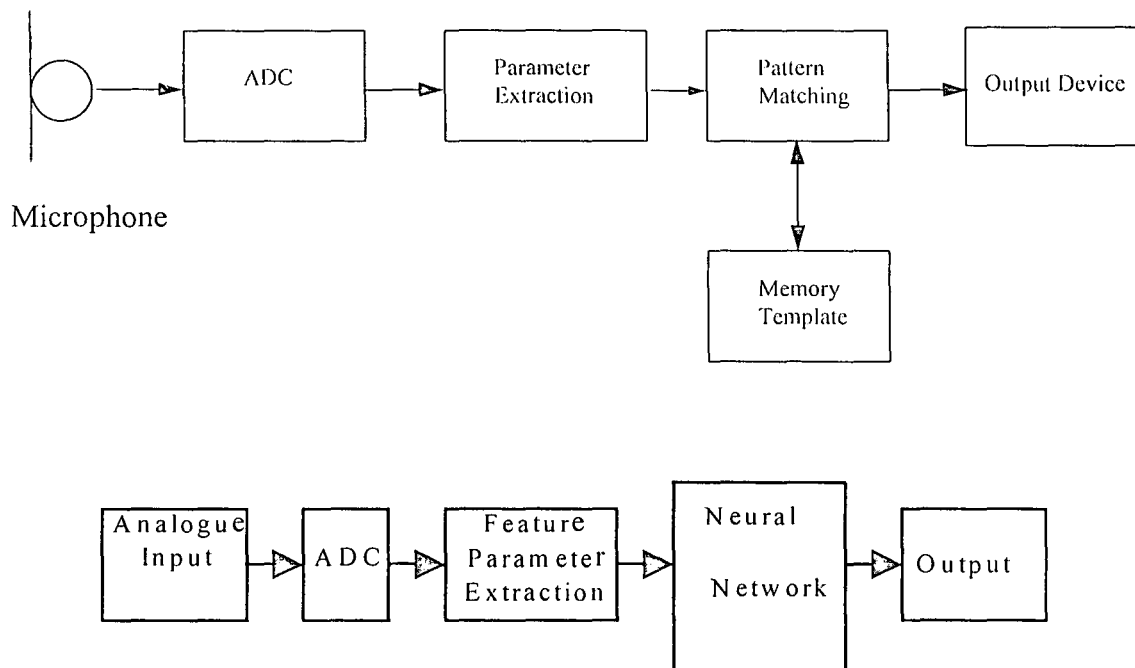 ADC
Parameter
Extraction
Pattern
Matching
Output Device
Microphone
Memory
Template
Analogue
Input
ADC
Feature
Parameter
Extraction
Neural
Network
Output